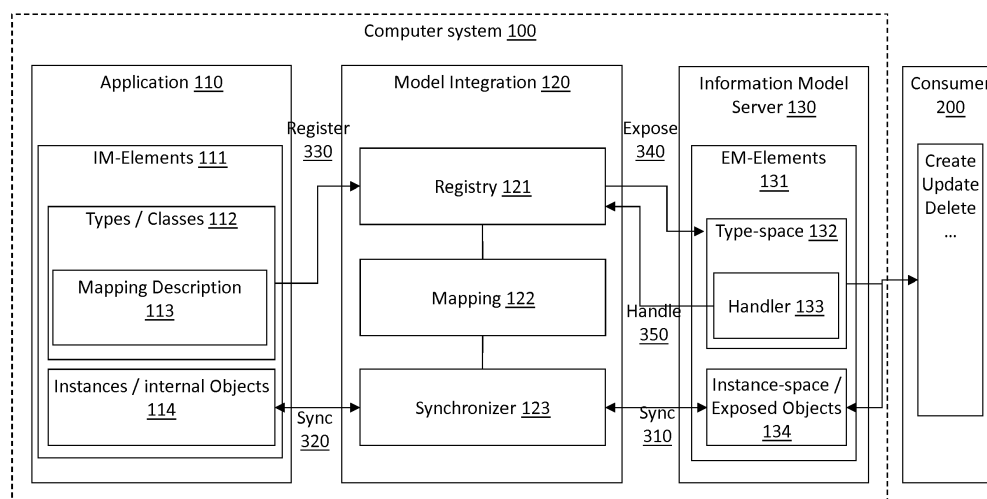 Computer system 100
Application 110
IM-Elements 111
Types / Classes 112
Mapping Description
113
Instances / internal Objects
114
Register
330
Sync
320
Model Integration 120
Registry 121
Mapping 122
Synchronizer 123
Expose
340
Handle
350
Sync
310
Information Model
Server 130
EM-Elements
131
Type-space 132
Handler 133
Instance-space /
Exposed Objects
134
Consumer
200
Create
Update
Delete
...